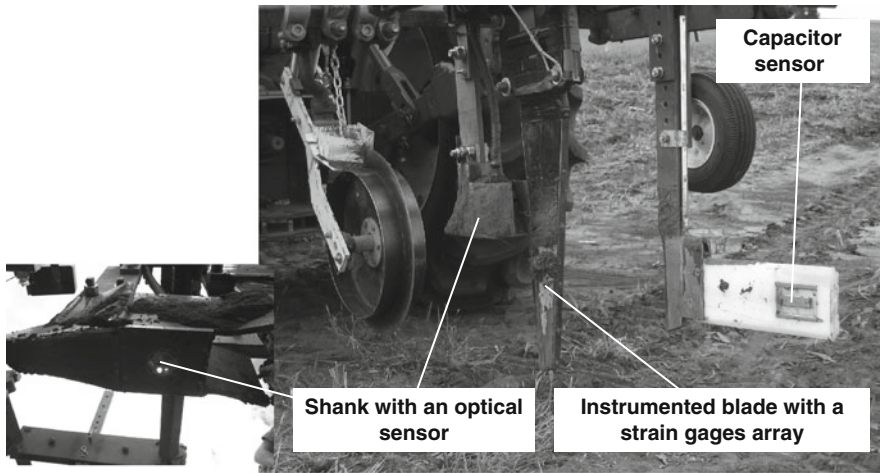 Capacitor
sensor
Shank with an optical
sensor
Instrumented blade with a
strain gages array